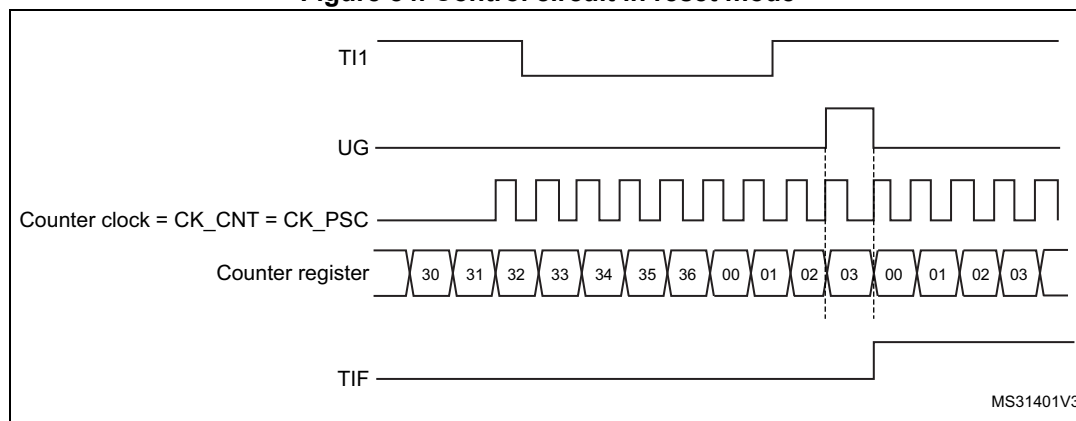 TI1
UG
Counter clock = CK_CNT = CK_PSC
Counter register 30 31 32 33 34 35 36 00 01 02 03 00 01 02 03
TIF
MS31401V3